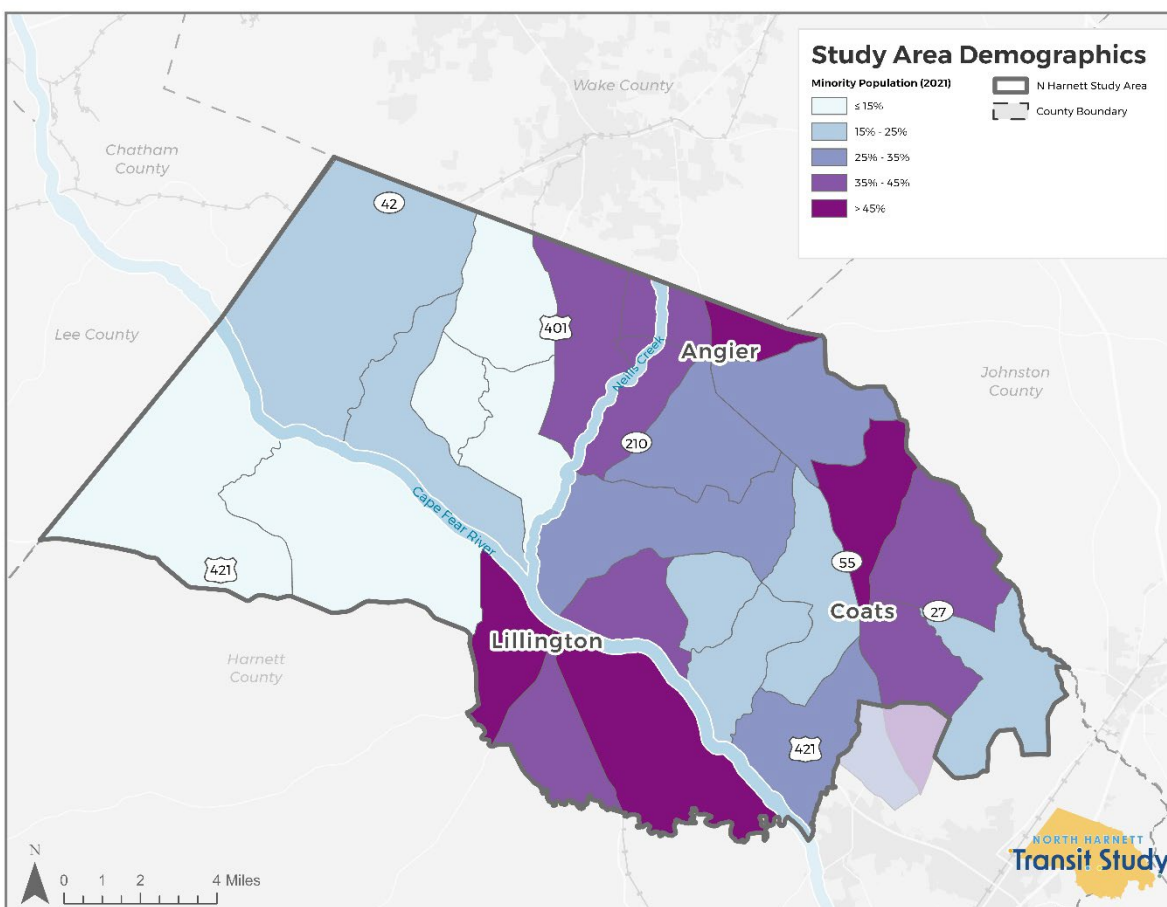 Study Area Demographics
Minority Population (2021)
≤ 15%
15% - 25%
25% - 35%
35% - 45%
> 45%
N Harnett Study Area
County Boundary
Wake County
Chatham
County
42
Lee County
401
Angier
Neills Creek
Johnston
County
210
Cape Fear River
421
55
Coats
27
Lillington
Harnett
County
421
N
0 1 2 4 Miles
NORTH HARNETT
Transit Study